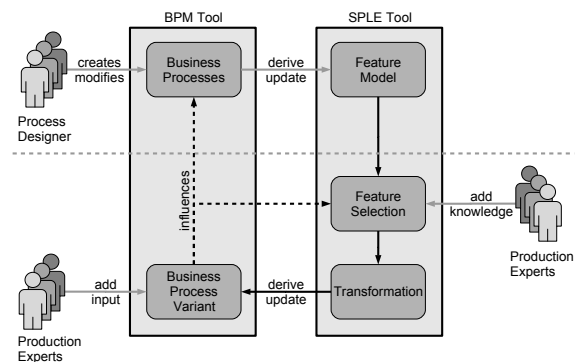 BPM Tool
SPLE Tool
creates
modifies
Business
Processes
derive
update
Feature
Model
Process
Designer
influences
Feature
Selection
add
knowledge
Production
Experts
add
input
Business
Process
Variant
derive
update
Transformation
Production
Experts